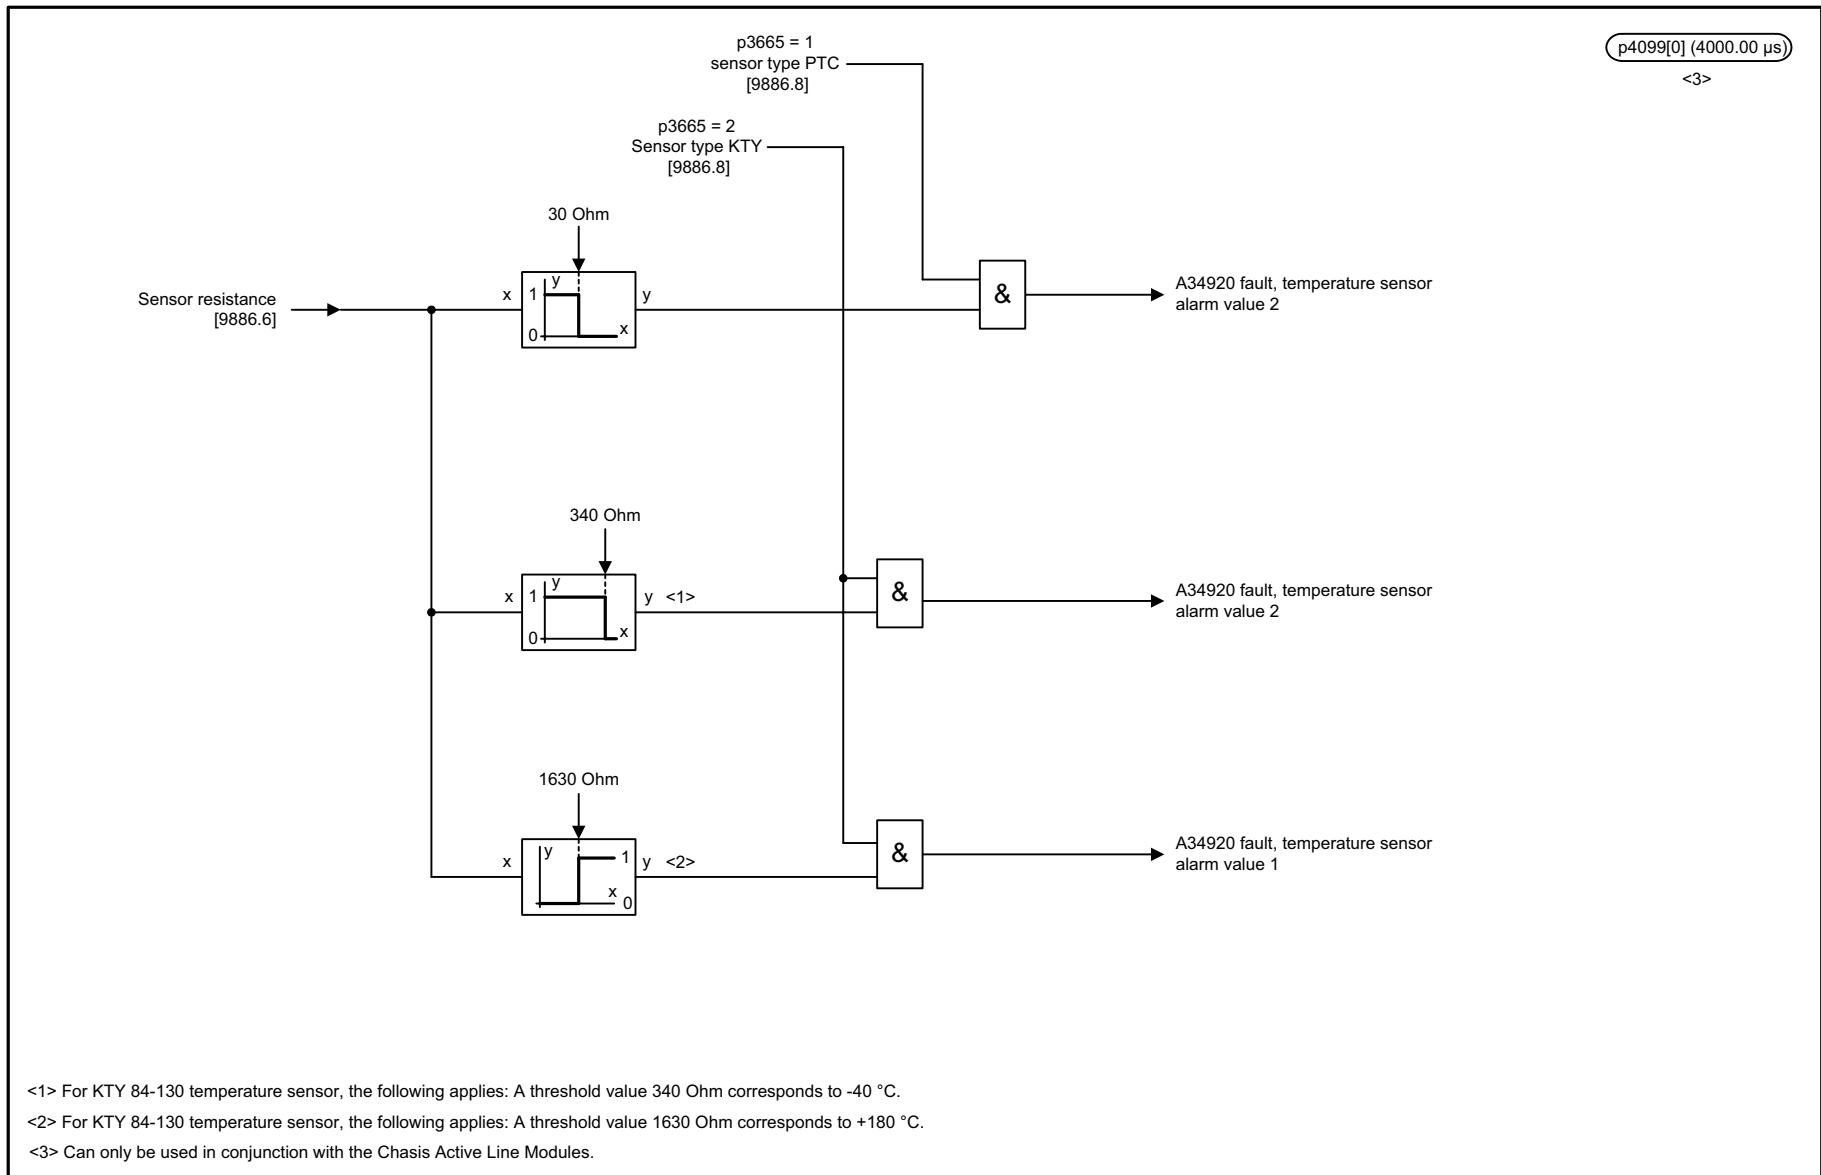 p3665 = 1
sensor type PTC
[9886.8]
p4099[0] (4000.00 µs)
<3>
p3665 = 2
Sensor type KTY
[9886.8]
30 Ohm
Sensor resistance
[9886.6]
x
1
y
0
x
y
&
A34920 fault, temperature sensor
alarm value 2
340 Ohm
x
1
y
0
x
y <1>
&
A34920 fault, temperature sensor
alarm value 2
1630 Ohm
x
y
1
x
0
y <2>
&
A34920 fault, temperature sensor
alarm value 1
<1> For KTY 84-130 temperature sensor, the following applies: A threshold value 340 Ohm corresponds to -40 °C.
<2> For KTY 84-130 temperature sensor, the following applies: A threshold value 1630 Ohm corresponds to +180 °C.
<3> Can only be used in conjunction with the Chasis Active Line Modules.